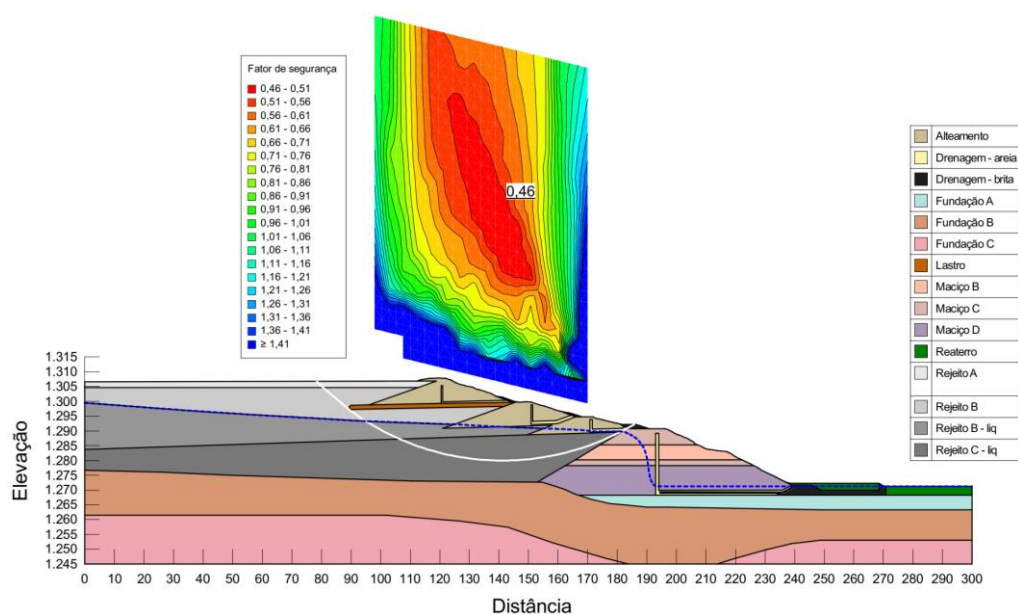 Fator de segurança
0,46 - 0,51
0,51 - 0,56
0,56 - 0,61
0,61 - 0,66
0,66 - 0,71
0,71 - 0,76
0,76 - 0,81
0,81 - 0,86
0,86 - 0,91
0,91 - 0,96
0,96 - 1,01
1,01 - 1,06
1,06 - 1,11
1,11 - 1,16
1,16 - 1,21
1,21 - 1,26
1,26 - 1,31
1,31 - 1,36
1,36 - 1,41
≥ 1,41
0,46
Alteamento
Drenagem - areia
Drenagem - brita
Fundação A
Fundação B
Fundação C
Lastro
Maciço B
Maciço C
Maciço D
Reaterro
Rejeito A
Rejeito B
Rejeito B - liq
Rejeito C - liq
Elevação
1.315
1.305
1.295
1.290
1.285
1.280
1.275
1.270
1.265
1.260
1.255
1.250
1.245
0 10 20 30 40 50 60 70 80 90 100 110 120 130 140 150 160 170 180 190 200 210 220 230 240 250 260 270 280 290 300
Distância